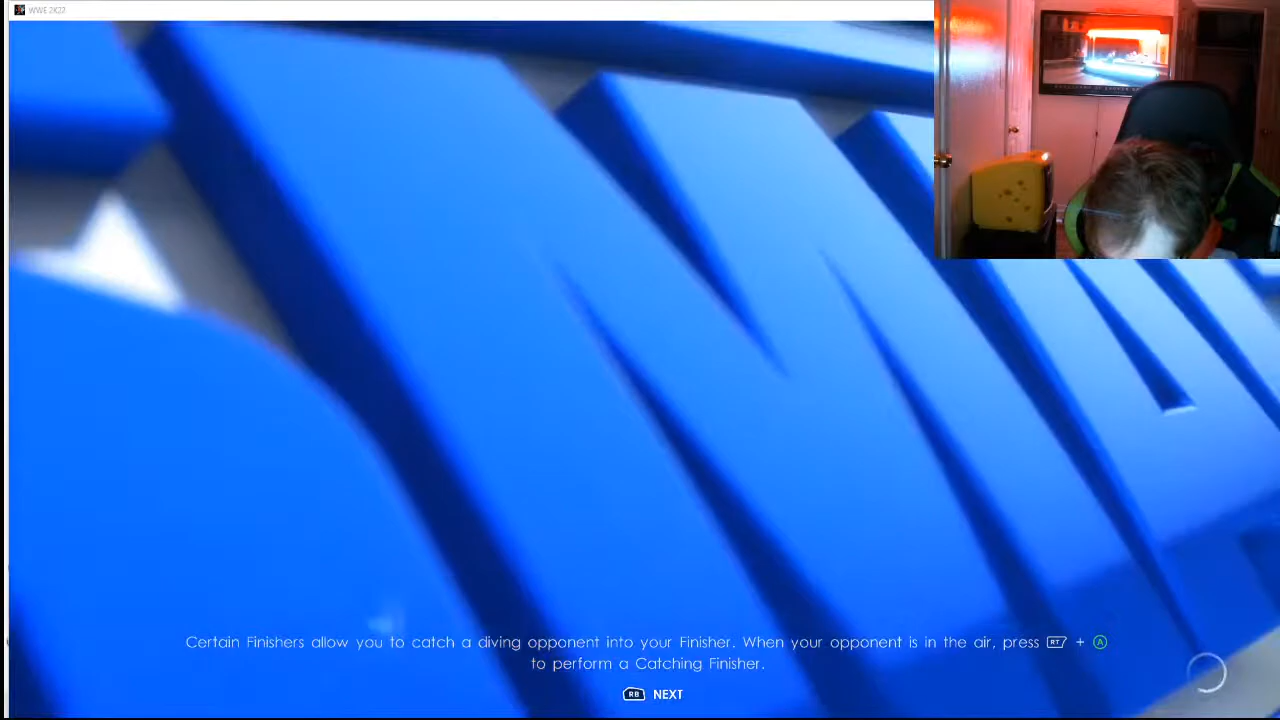 WWE 2K22
Certain Finishers allow you to catch a diving opponent into your Finisher. When your opponent is in the air, press RT + A
to perform a Catching Finisher.
RB NEXT